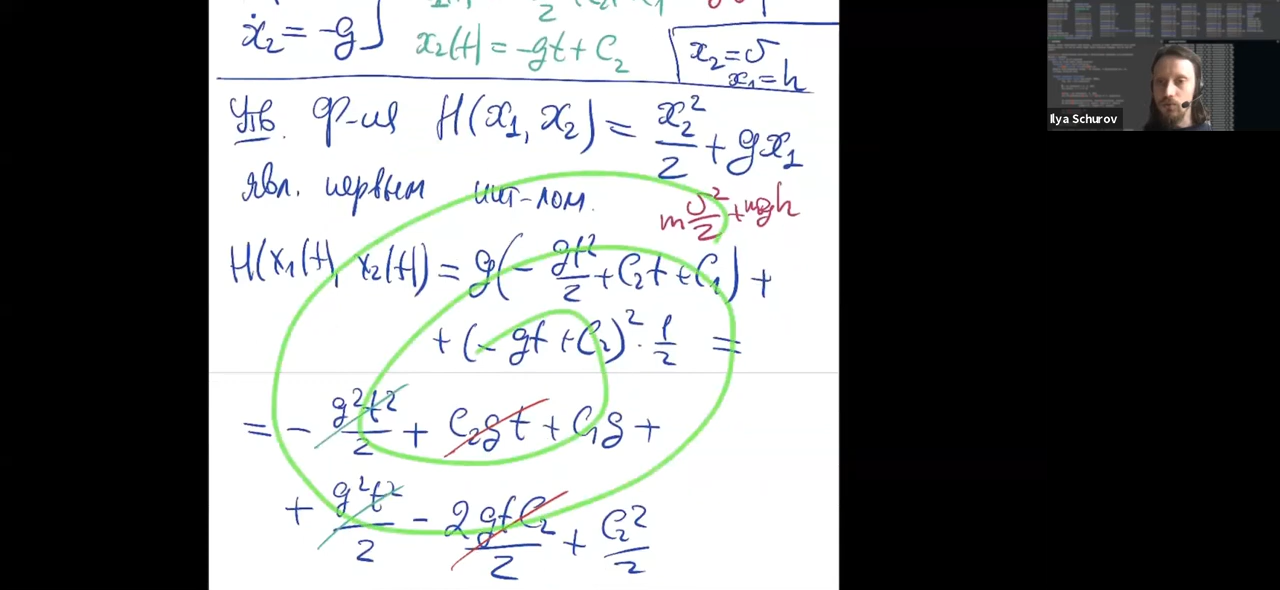 ẋ₂ = -g
x₂(t) = -gt + C₂
x₂ = v
x₁ = h
Утв. Ф-ия H(x₁, x₂) = x₂²/2 + gx₁
явл. первым инт-лом.
m v²/2 + mgh
H(x₁(t), x₂(t)) = g(- gt²/2 + C₂t + C₁) +
+ (-gt + C₂)² · 1/2 =
= - g²t²/2 + C₂gt + C₁g +
+ g²t²/2 - 2gtC₂/2 + C₂²/2
Ilya Schurov